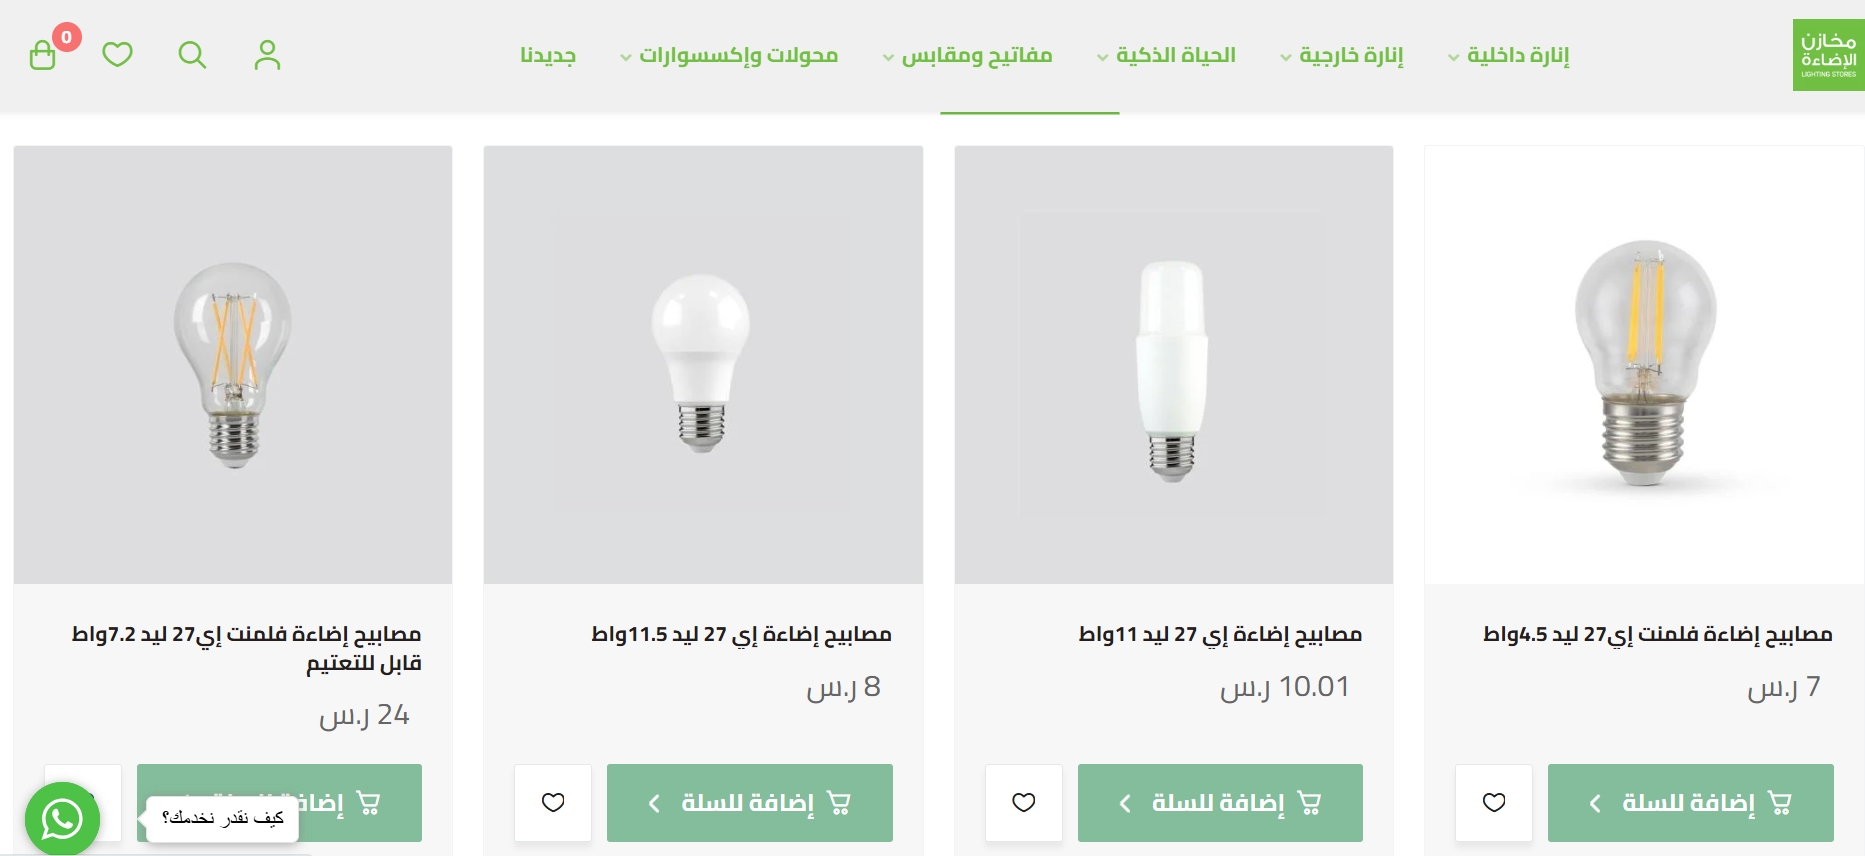 مخازن
الإضاءة
LIGHTING STORES
إنارة داخلية
إنارة خارجية
الحياة الذكية
مفاتيح ومقابس
محولات وإكسسوارات
جديدنا
0
مصابيح إضاءة فلمنت إي27 ليد 4.5واط
7 ر.س
إضافة للسلة
مصابيح إضاءة إي 27 ليد 11واط
10.01 ر.س
إضافة للسلة
مصابيح إضاءة إي 27 ليد 11.5واط
8 ر.س
إضافة للسلة
مصابيح إضاءة فلمنت إي27 ليد 7.2واط
قابل للتعتيم
24 ر.س
كيف نقدر نخدمك؟